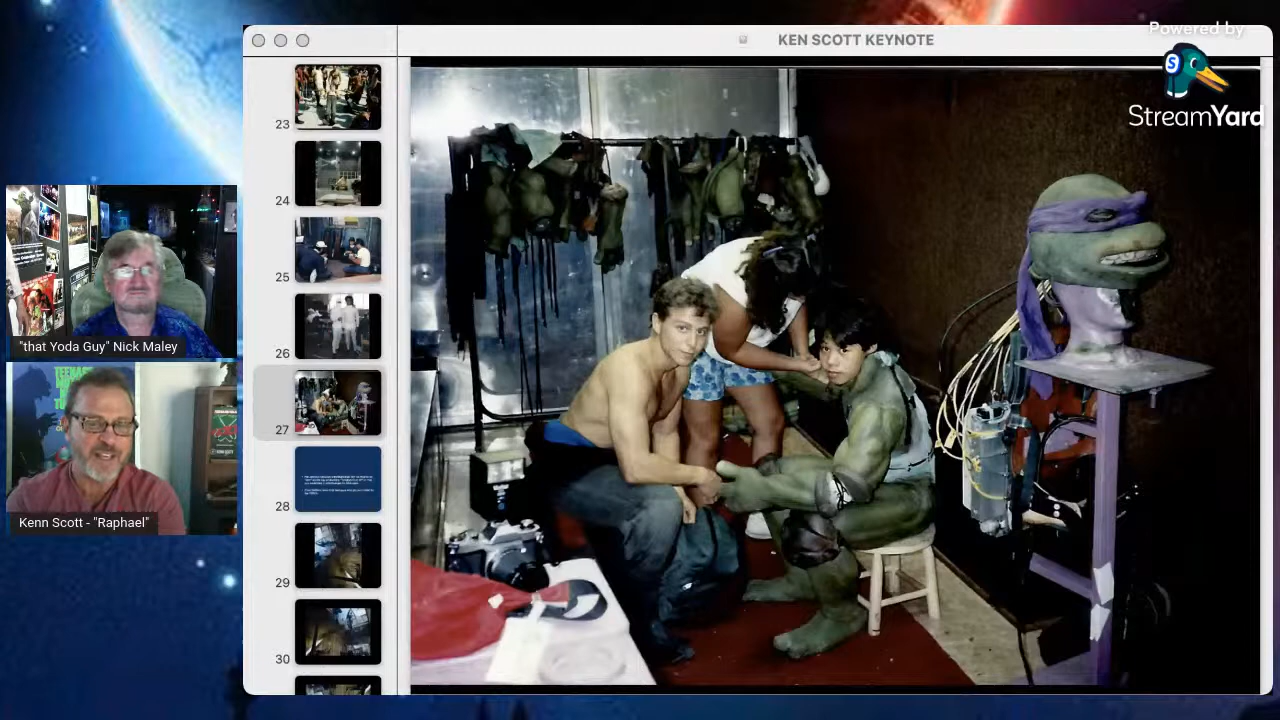 KEN SCOTT KEYNOTE
Powered by
S
StreamYard
23
24
25
26
27
28
29
30
"that Yoda Guy" Nick Maley
TEENAGE
Kenn Scott - "Raphael"